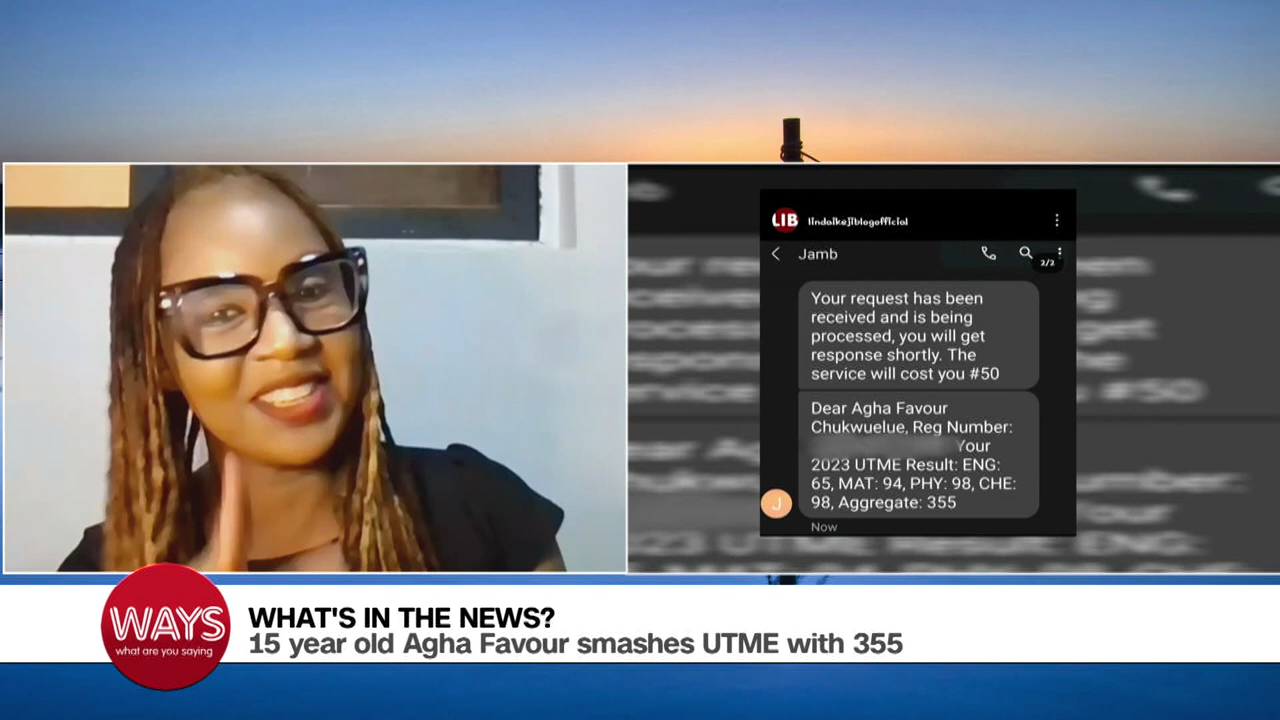 LIB lindaikejiblogofficial
Jamb
2/2
Your request has been
received and is being
processed, you will get
response shortly. The
service will cost you #50
Dear Agha Favour
Chukwuelue, Reg Number:
Your
2023 UTME Result: ENG:
65, MAT: 94, PHY: 98, CHE:
98, Aggregate: 355
J
Now
WAYS
what are you saying
WHAT'S IN THE NEWS?
15 year old Agha Favour smashes UTME with 355